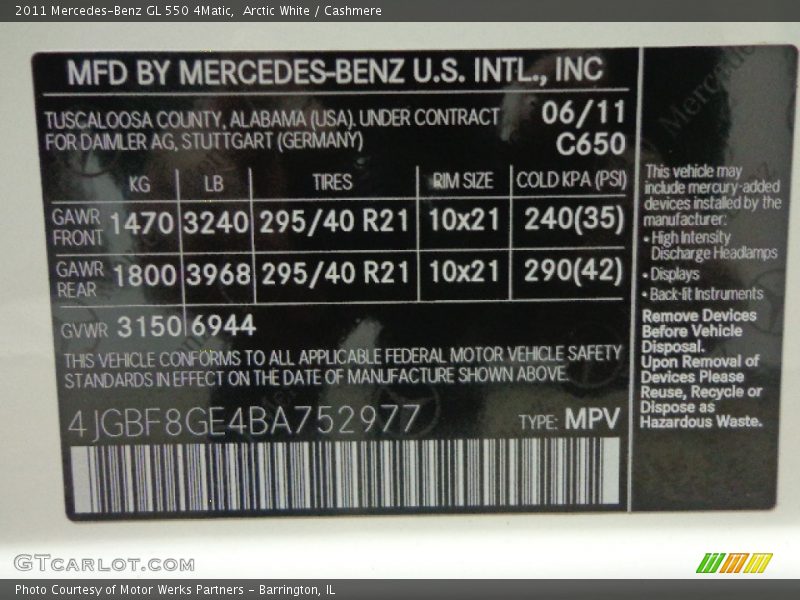 2011 Mercedes-Benz GL 550 4Matic,  Arctic White / Cashmere
MFD BY MERCEDES-BENZ U.S. INTL., INC
TUSCALOOSA COUNTY, ALABAMA (USA). UNDER CONTRACT
FOR DAIMLER AG, STUTTGART (GERMANY)
06/11
C650
KG LB TIRES RIM SIZE COLD KPA (PSI)
GAWR
FRONT 1470 3240 295/40 R21 10x21 240(35)
GAWR
REAR 1800 3968 295/40 R21 10x21 290(42)
GVWR 3150 6944
THIS VEHICLE CONFORMS TO ALL APPLICABLE FEDERAL MOTOR VEHICLE SAFETY
STANDARDS IN EFFECT ON THE DATE OF MANUFACTURE SHOWN ABOVE.
4JGBF8GE4BA752977
TYPE: MPV
This vehicle may
include mercury-added
devices installed by the
manufacturer:
• High Intensity
Discharge Headlamps
• Displays
• Back-lit Instruments
Remove Devices
Before Vehicle
Disposal.
Upon Removal of
Devices Please
Reuse, Recycle or
Dispose as
Hazardous Waste.
GTCARLOT.COM
Photo Courtesy of Motor Werks Partners - Barrington, IL